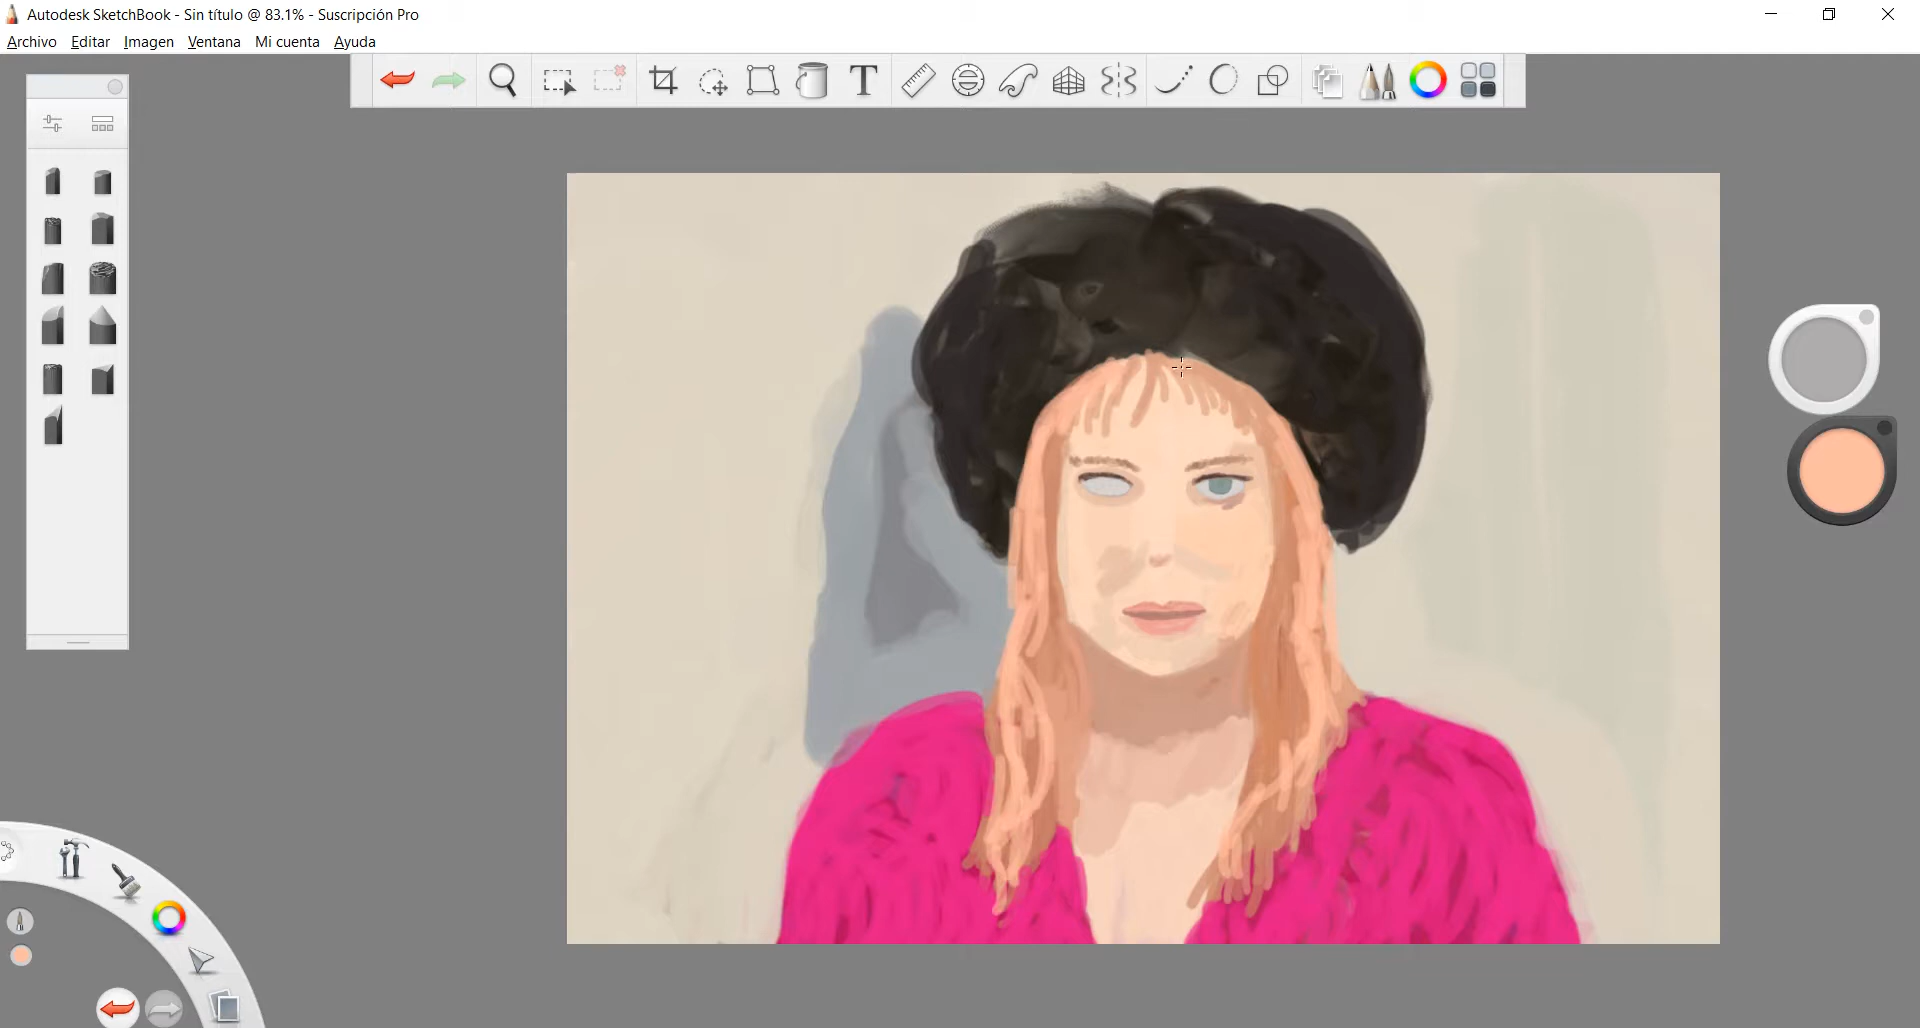 Autodesk SketchBook - Sin título @ 83.1% - Suscripción Pro
Archivo Editar Imagen Ventana Mi cuenta Ayuda
T